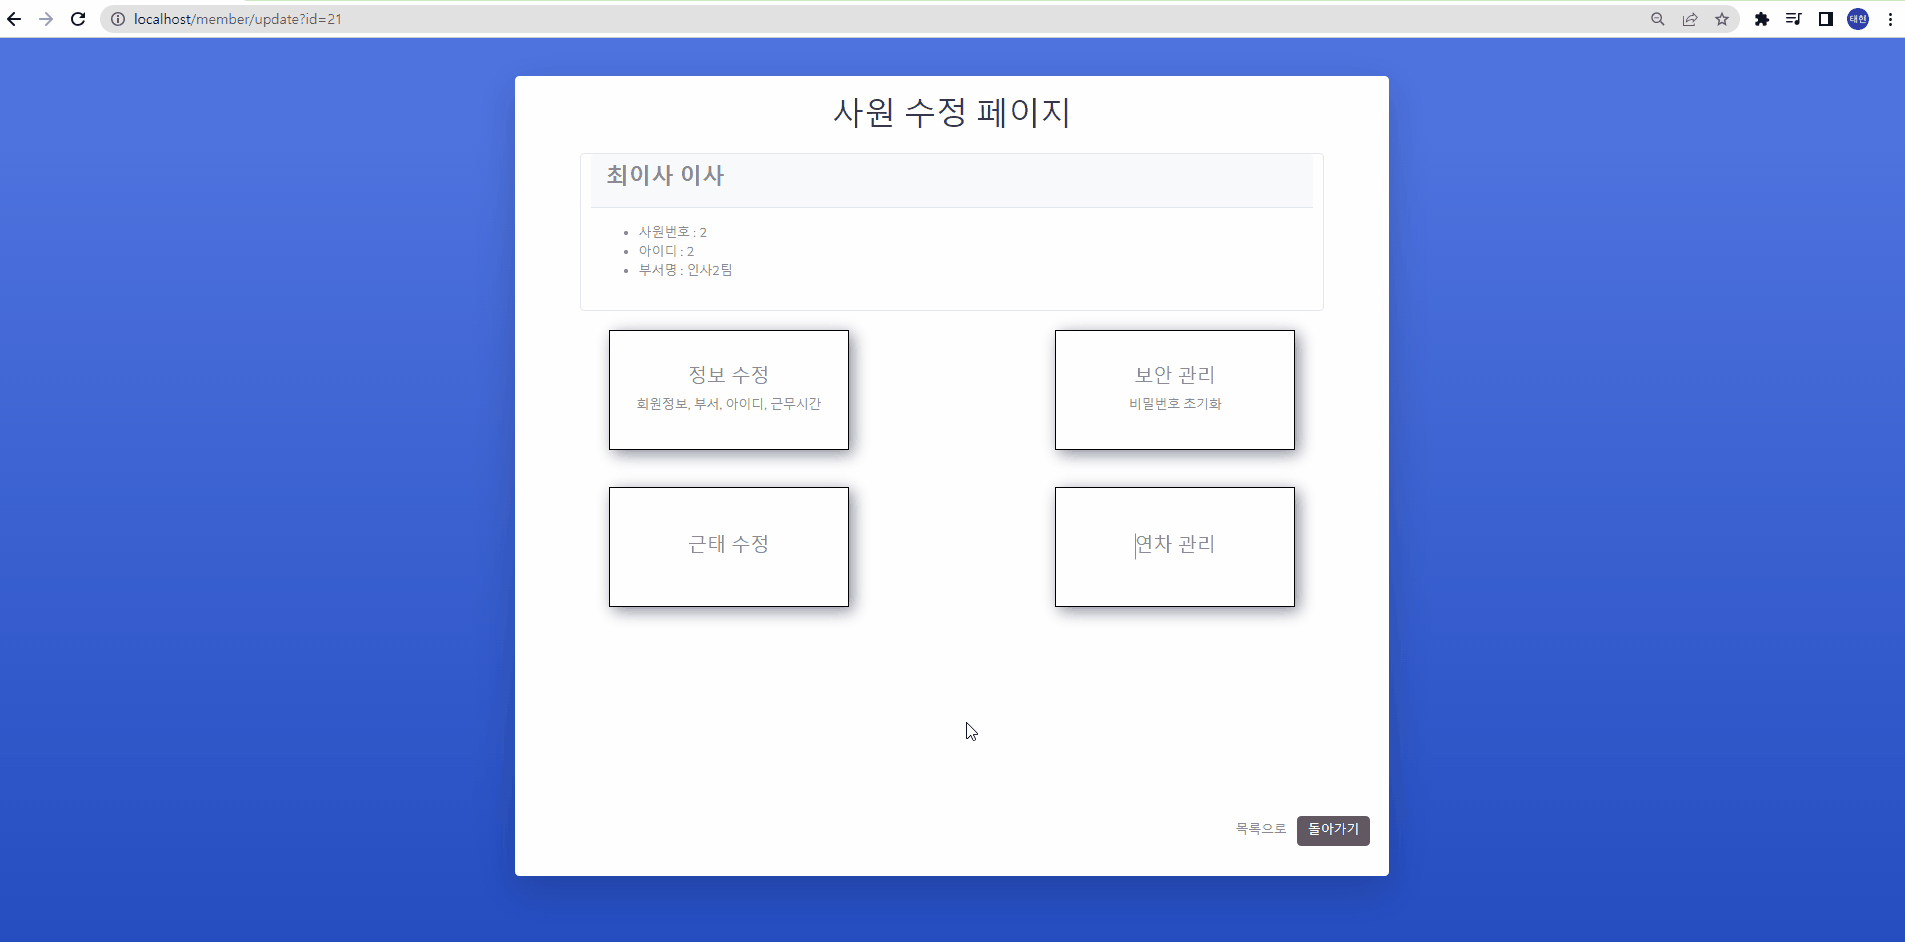 localhost/member/update?id=21
태현
사원 수정 페이지
최이사 이사
사원번호 : 2
아이디 : 2
부서명 : 인사2팀
정보 수정
회원정보, 부서, 아이디, 근무시간
보안 관리
비밀번호 초기화
근태 수정
연차 관리
목록으로 돌아가기